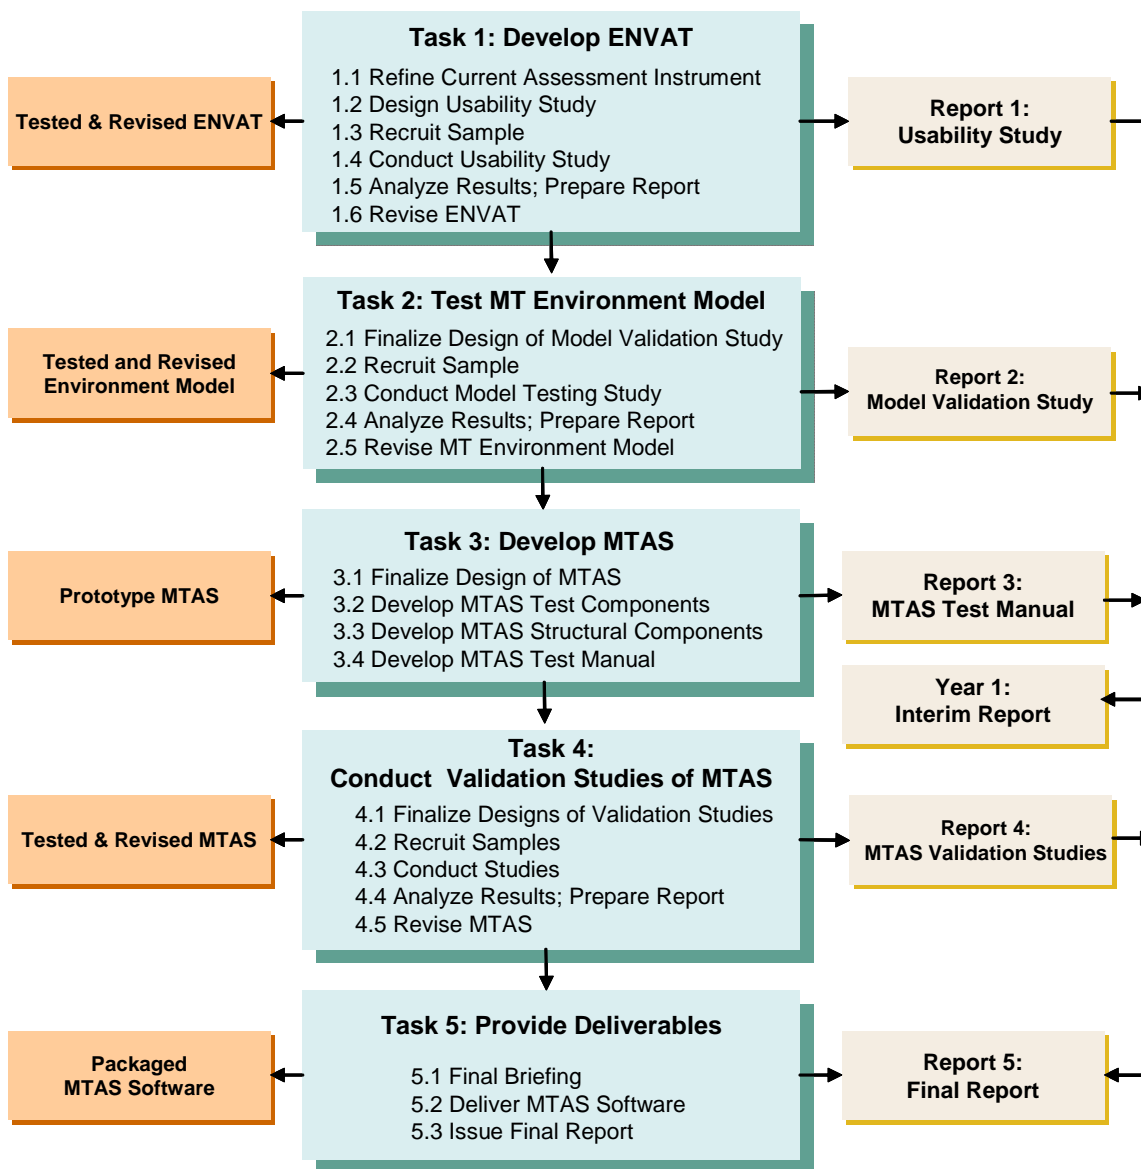 Task 1: Develop ENVAT
1.1 Refine Current Assessment Instrument
1.2 Design Usability Study
1.3 Recruit Sample
1.4 Conduct Usability Study
1.5 Analyze Results; Prepare Report
1.6 Revise ENVAT
Tested & Revised ENVAT
Report 1:
Usability Study
Task 2: Test MT Environment Model
2.1 Finalize Design of Model Validation Study
2.2 Recruit Sample
2.3 Conduct Model Testing Study
2.4 Analyze Results; Prepare Report
2.5 Revise MT Environment Model
Tested and Revised
Environment Model
Report 2:
Model Validation Study
Task 3: Develop MTAS
3.1 Finalize Design of MTAS
3.2 Develop MTAS Test Components
3.3 Develop MTAS Structural Components
3.4 Develop MTAS Test Manual
Prototype MTAS
Report 3:
MTAS Test Manual
Year 1:
Interim Report
Task 4:
Conduct Validation Studies of MTAS
4.1 Finalize Designs of Validation Studies
4.2 Recruit Samples
4.3 Conduct Studies
4.4 Analyze Results; Prepare Report
4.5 Revise MTAS
Tested & Revised MTAS
Report 4:
MTAS Validation Studies
Task 5: Provide Deliverables
5.1 Final Briefing
5.2 Deliver MTAS Software
5.3 Issue Final Report
Packaged
MTAS Software
Report 5:
Final Report